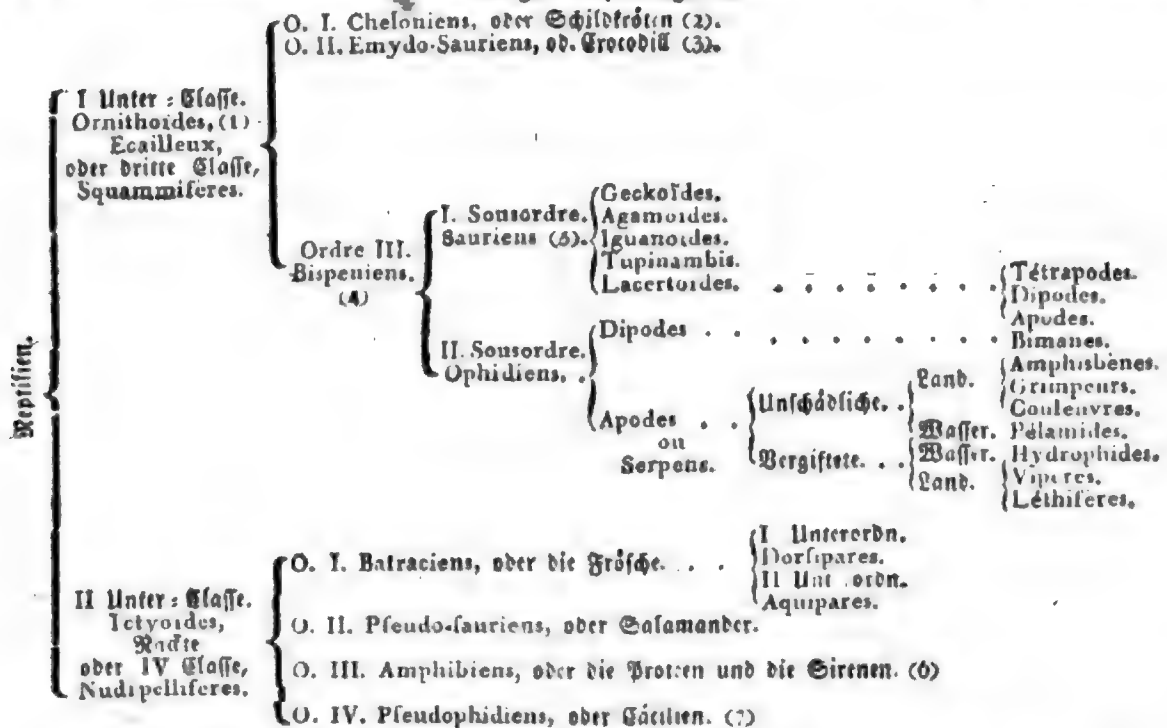 O. I. Cheloniens, oder Schildkröten (2).
O. II. Emydo-Sauriens, od. Crocodill (3).
I Unter-Classe.
Ornithoides, (1)
Ecailleux,
oder dritte Classe,
Squammiferes.
Ordre III.
Bispeniens.
(4)
I. Sousordre.
Sauriens (5).
Geckoïdes.
Agamoides.
Iguanoides.
Tupinambis.
Lacertoides. . . . . . . . .
Tétrapodes.
Dipodes.
Apodes.
II. Sousordre.
Ophidiens. .
Dipodes . . . . . . . . . . Bimanes.
Apodes . .
ou
Serpens.
Unschädliche. .
Land.
Amphisbènes.
Grimpeurs.
Couleuvres.
Wasser. Pélamides.
Vergiftete. . .
Wasser. Hydrophides.
Land.
Viperes.
Léthiferes.
Reptilien.
II Unter-Classe.
Ictyoides,
Nackte
oder IV Classe,
Nudipelliferes.
O. I. Batraciens, oder die Frösche. . .
I Unterordn.
Dorsipares.
II Unt ordn.
Aquipares.
O. II. Pseudo-sauriens, oder Salamander.
O. III. Amphibiens, oder die Proteen und die Sirenen. (6)
O. IV. Pseudophidiens, oder Cäcilien. (7)